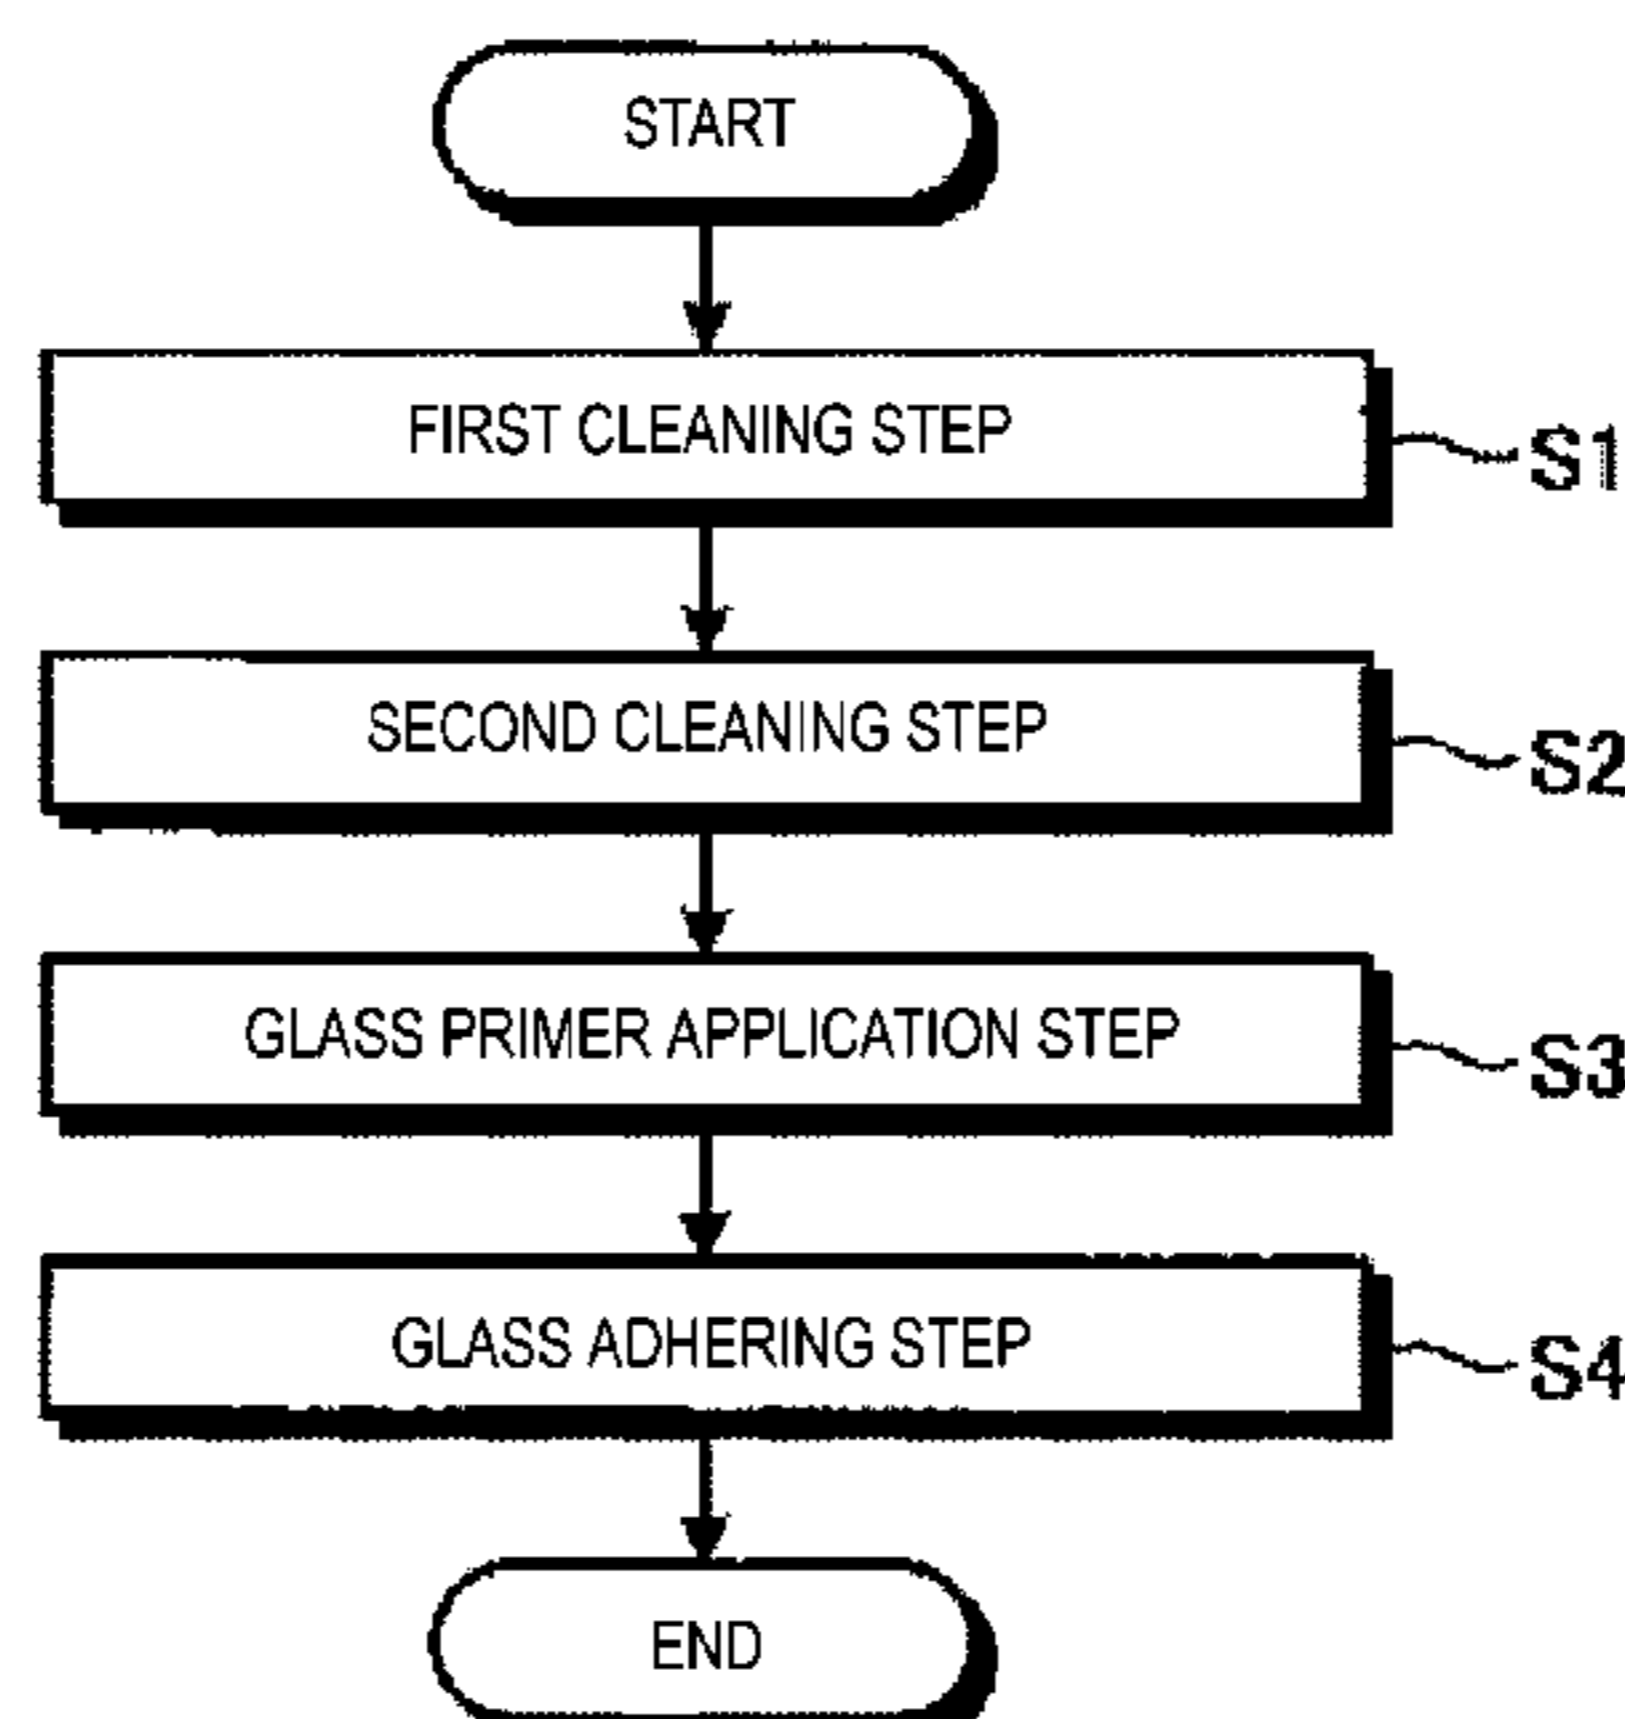 START
FIRST CLEANING STEP
S1
SECOND CLEANING STEP
S2
GLASS PRIMER APPLICATION STEP
S3
GLASS ADHERING STEP
S4
END